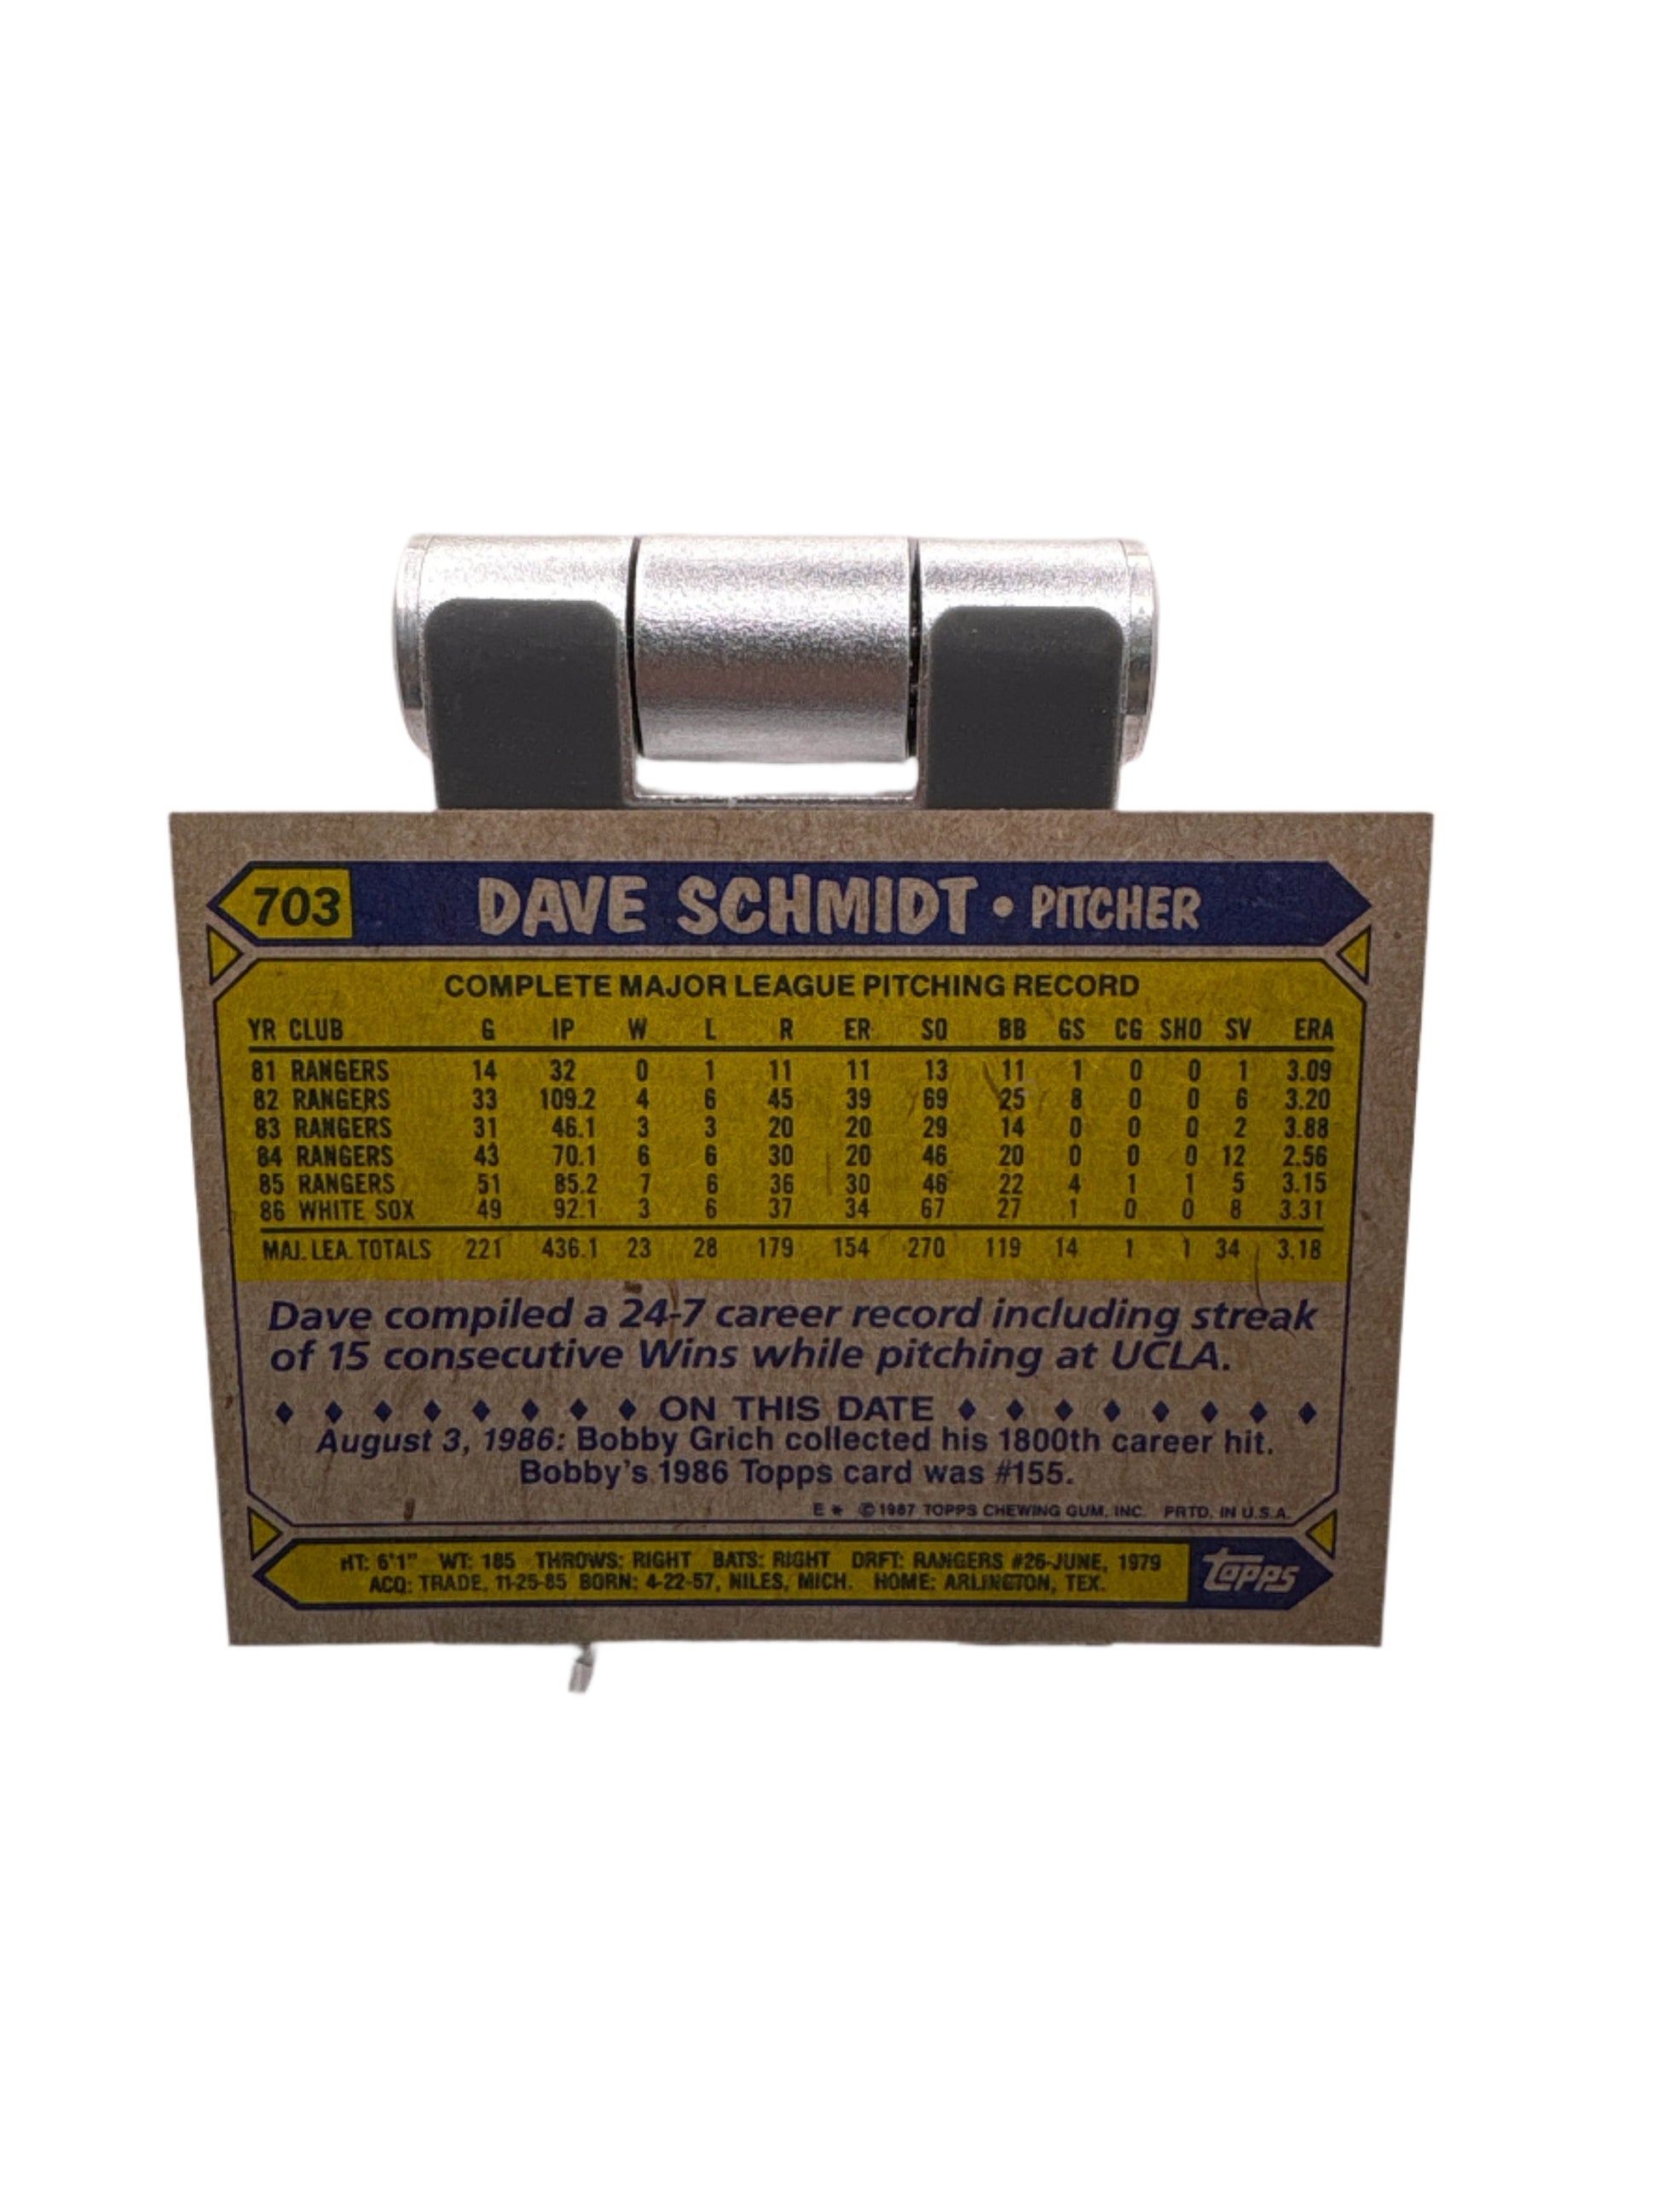 703 DAVE SCHMIDT • PITCHER
COMPLETE MAJOR LEAGUE PITCHING RECORD
YR CLUB G IP W L R ER SO BB GS CG SHO SV ERA
81 RANGERS 14 32 0 1 11 11 13 11 1 0 0 1 3.09
82 RANGERS 33 109.2 4 6 45 39 69 25 8 0 0 6 3.20
83 RANGERS 31 46.1 3 3 20 20 29 14 0 0 0 2 3.88
84 RANGERS 43 70.1 6 6 30 20 46 20 0 0 0 12 2.56
85 RANGERS 51 85.2 7 6 36 30 46 22 4 1 1 5 3.15
86 WHITE SOX 49 92.1 3 6 37 34 67 27 1 0 0 8 3.31
MAJ. LEA. TOTALS 221 436.1 23 28 179 154 270 119 14 1 1 34 3.18
Dave compiled a 24-7 career record including streak
of 15 consecutive Wins while pitching at UCLA.
♦ ♦ ♦ ♦ ♦ ♦ ♦ ♦ ON THIS DATE ♦ ♦ ♦ ♦ ♦ ♦ ♦ ♦
August 3, 1986: Bobby Grich collected his 1800th career hit.
Bobby's 1986 Topps card was #155.
E * © 1987 TOPPS CHEWING GUM, INC. PRTD. IN U.S.A.
HT: 6'1" WT: 185 THROWS: RIGHT BATS: RIGHT DRFT: RANGERS #26-JUNE, 1979
ACQ: TRADE, 11-25-85 BORN: 4-22-57, NILES, MICH. HOME: ARLINGTON, TEX.
topps